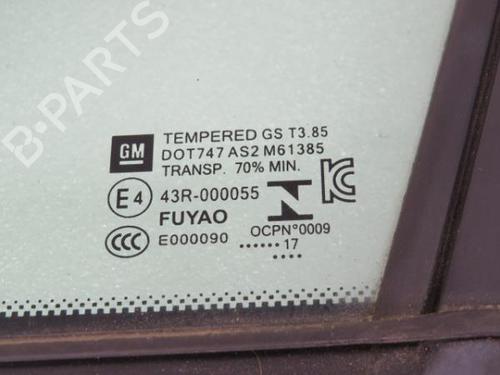 B-PARTS
GM
TEMPERED GS T3.85
DOT747 AS2 M61385
TRANSP. 70% MIN.
E4 43R-000055
FUYAO
CCC E000090
OCPN°0009
...... 17
....